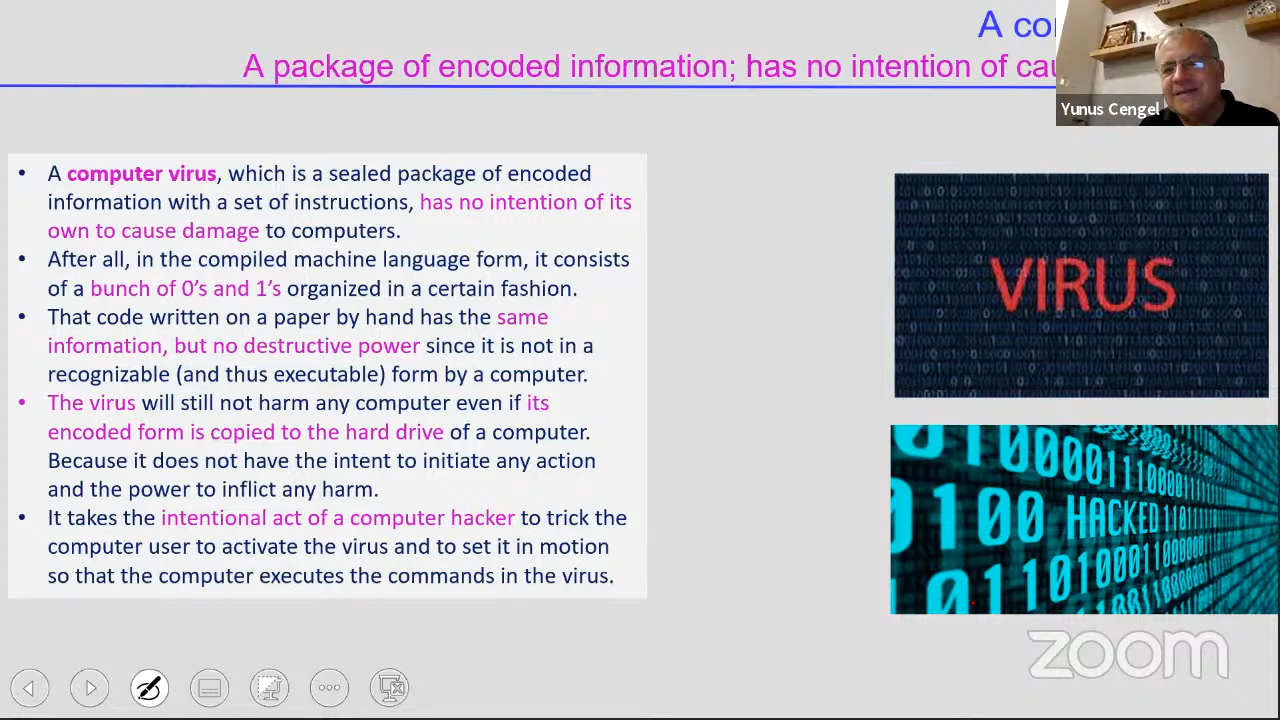 A co
A package of encoded information; has no intention of cau
Yunus Cengel
• A computer virus, which is a sealed package of encoded
information with a set of instructions, has no intention of its
own to cause damage to computers.
• After all, in the compiled machine language form, it consists
of a bunch of 0's and 1's organized in a certain fashion.
• That code written on a paper by hand has the same
information, but no destructive power since it is not in a
recognizable (and thus executable) form by a computer.
• The virus will still not harm any computer even if its
encoded form is copied to the hard drive of a computer.
Because it does not have the intent to initiate any action
and the power to inflict any harm.
• It takes the intentional act of a computer hacker to trick the
computer user to activate the virus and to set it in motion
so that the computer executes the commands in the virus.
VIRUS
HACKED
zoom